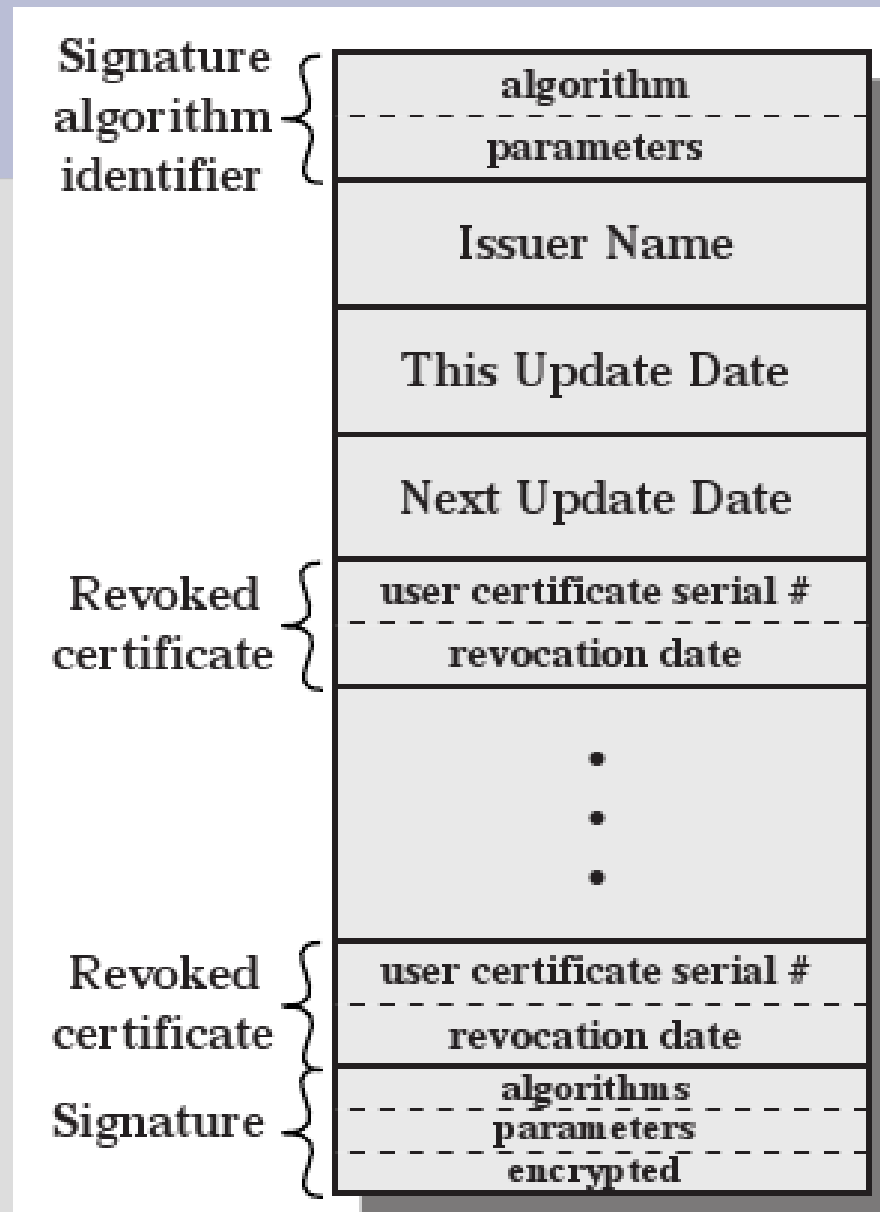 Signature
algorithm
identifier
algorithm
parameters
Issuer Name
This Update Date
Next Update Date
Revoked
certificate
user certificate serial #
revocation date
Revoked
certificate
user certificate serial #
revocation date
Signature
algorithms
parameters
encrypted